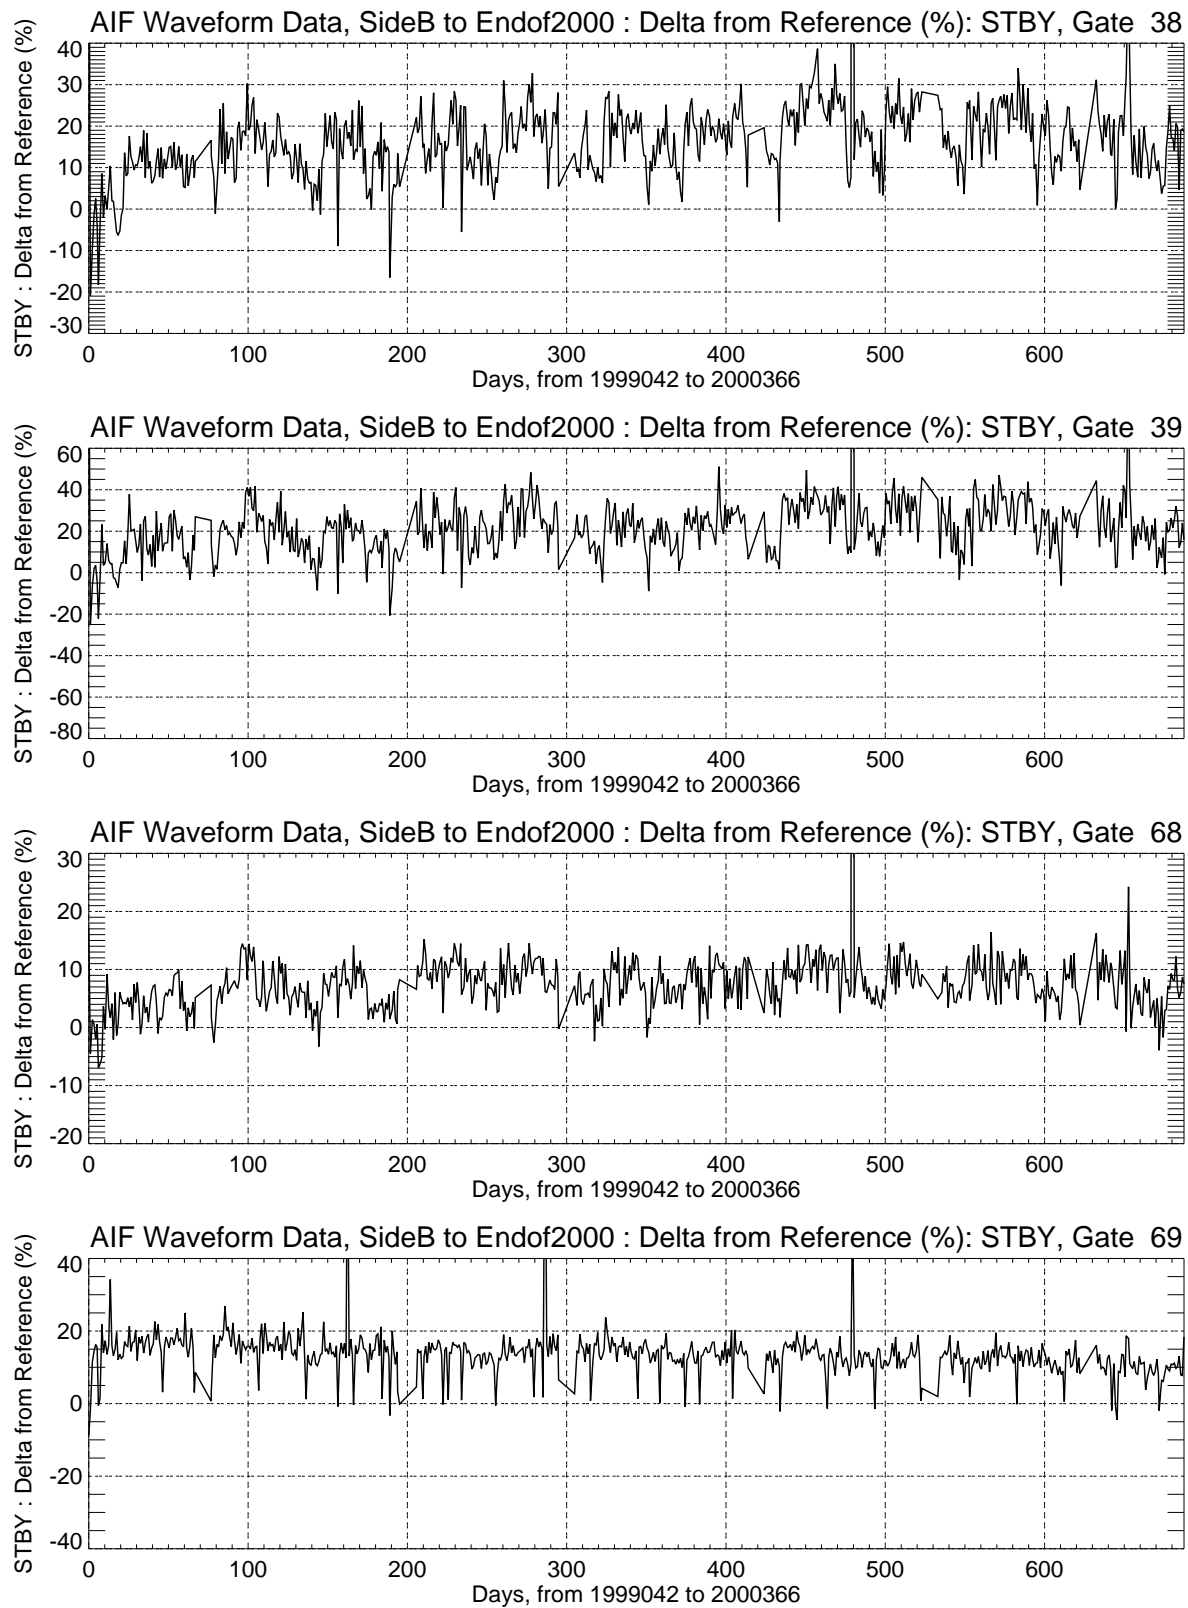 AIF Waveform Data, SideB to Endof2000 : Delta from Reference (%): STBY, Gate 38
STBY : Delta from Reference (%)
40
30
20
10
0
-10
-20
-30
0 100 200 300 400 500 600
Days, from 1999042 to 2000366
AIF Waveform Data, SideB to Endof2000 : Delta from Reference (%): STBY, Gate 39
STBY : Delta from Reference (%)
60
40
20
0
-20
-40
-60
-80
0 100 200 300 400 500 600
Days, from 1999042 to 2000366
AIF Waveform Data, SideB to Endof2000 : Delta from Reference (%): STBY, Gate 68
STBY : Delta from Reference (%)
30
20
10
0
-10
-20
0 100 200 300 400 500 600
Days, from 1999042 to 2000366
AIF Waveform Data, SideB to Endof2000 : Delta from Reference (%): STBY, Gate 69
STBY : Delta from Reference (%)
40
20
0
-20
-40
0 100 200 300 400 500 600
Days, from 1999042 to 2000366